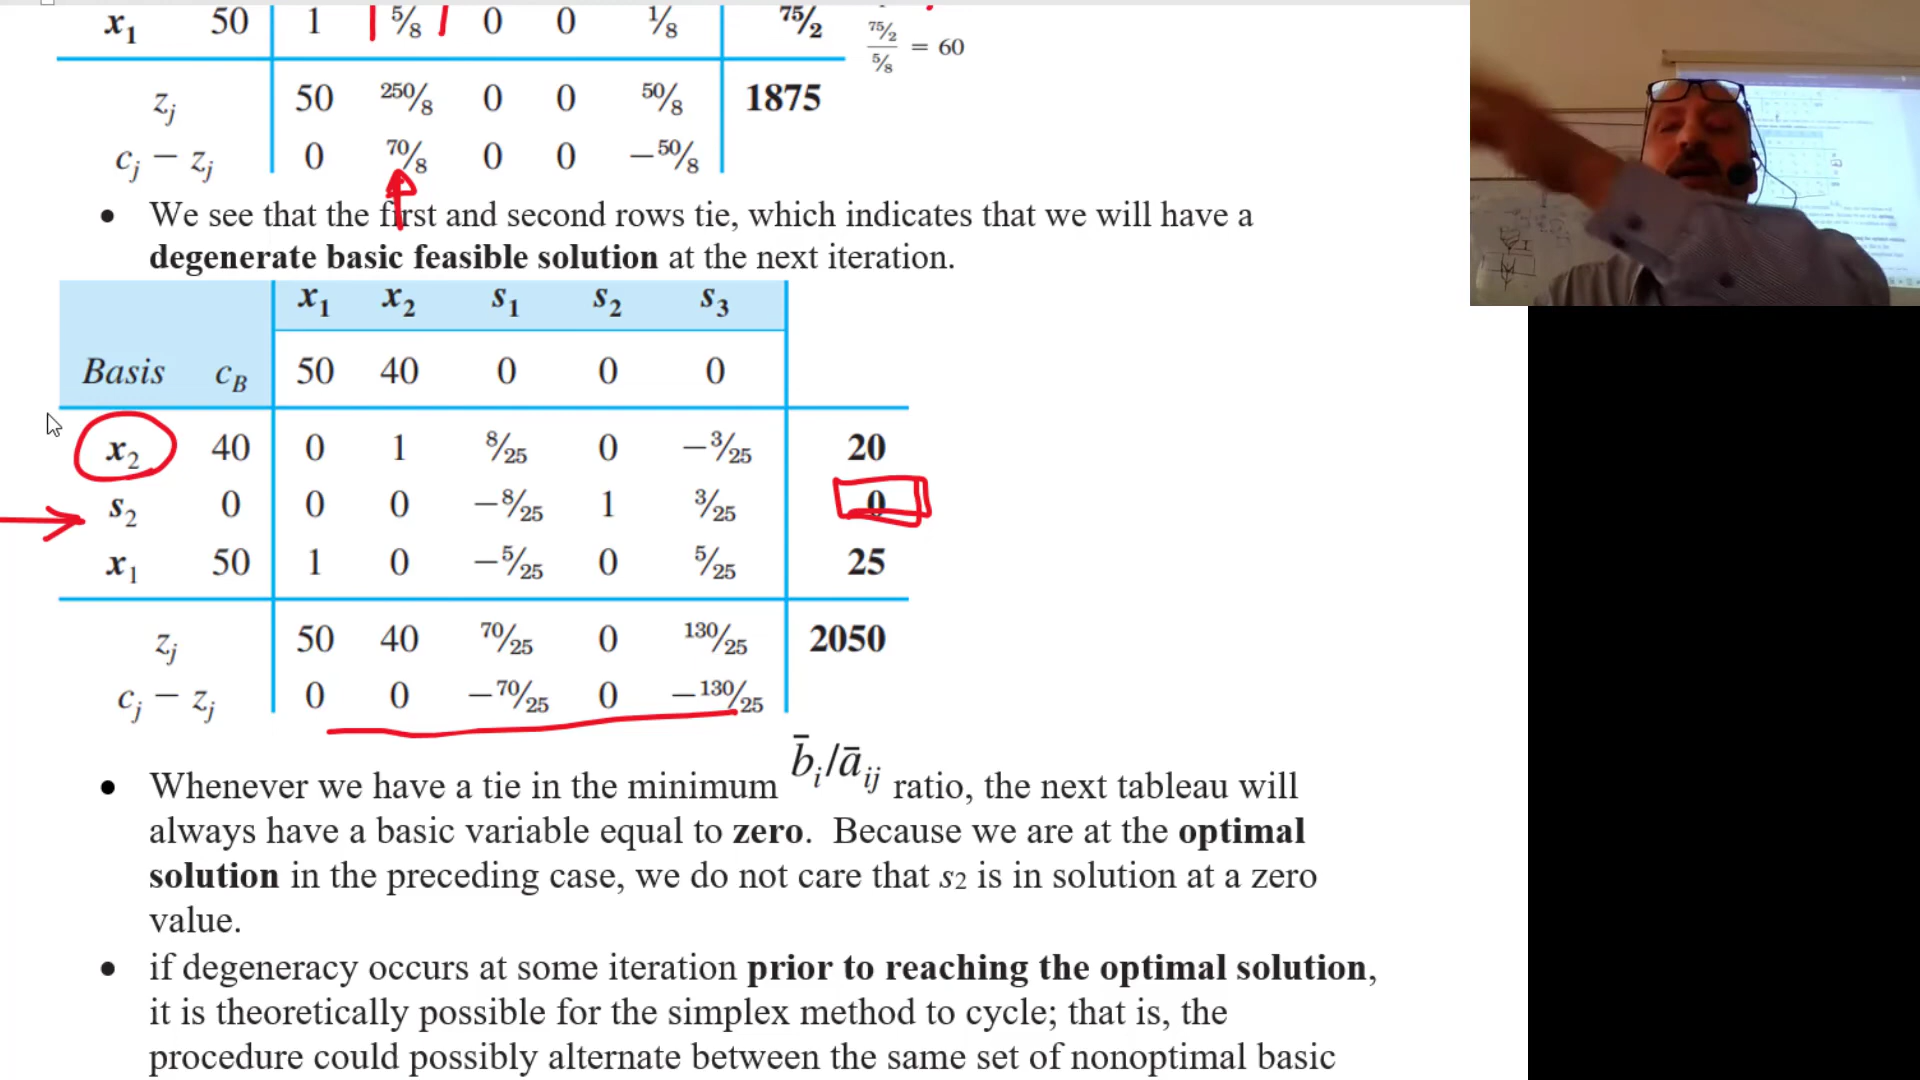 x₁ 50 1 5/8 0 0 1/8 75/2
75/2 / 5/8 = 60
zⱼ 50 250/8 0 0 50/8 1875
cⱼ − zⱼ 0 70/8 0 0 −50/8
• We see that the first and second rows tie, which indicates that we will have a
degenerate basic feasible solution at the next iteration.
x₁ x₂ s₁ s₂ s₃
Basis c_B 50 40 0 0 0
x₂ 40 0 1 8/25 0 −3/25 20
s₂ 0 0 0 −8/25 1 3/25 0
x₁ 50 1 0 −5/25 0 5/25 25
zⱼ 50 40 70/25 0 130/25 2050
cⱼ − zⱼ 0 0 −70/25 0 −130/25
• Whenever we have a tie in the minimum b̄ᵢ/āᵢⱼ ratio, the next tableau will
always have a basic variable equal to zero. Because we are at the optimal
solution in the preceding case, we do not care that s₂ is in solution at a zero
value.
• if degeneracy occurs at some iteration prior to reaching the optimal solution,
it is theoretically possible for the simplex method to cycle; that is, the
procedure could possibly alternate between the same set of nonoptimal basic